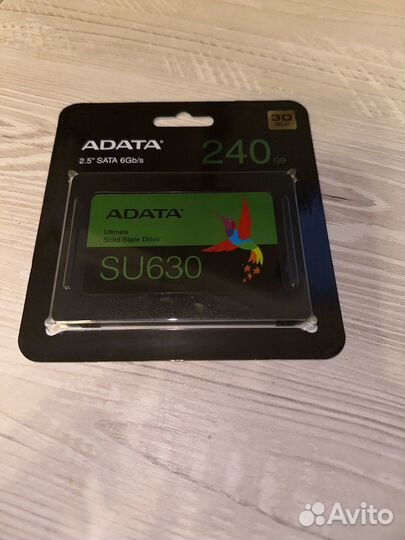 3D
ADATA
240 GB
2.5" SATA 6Gb/s
ADATA
Ultimate
Solid State Drive
SU630
Avito